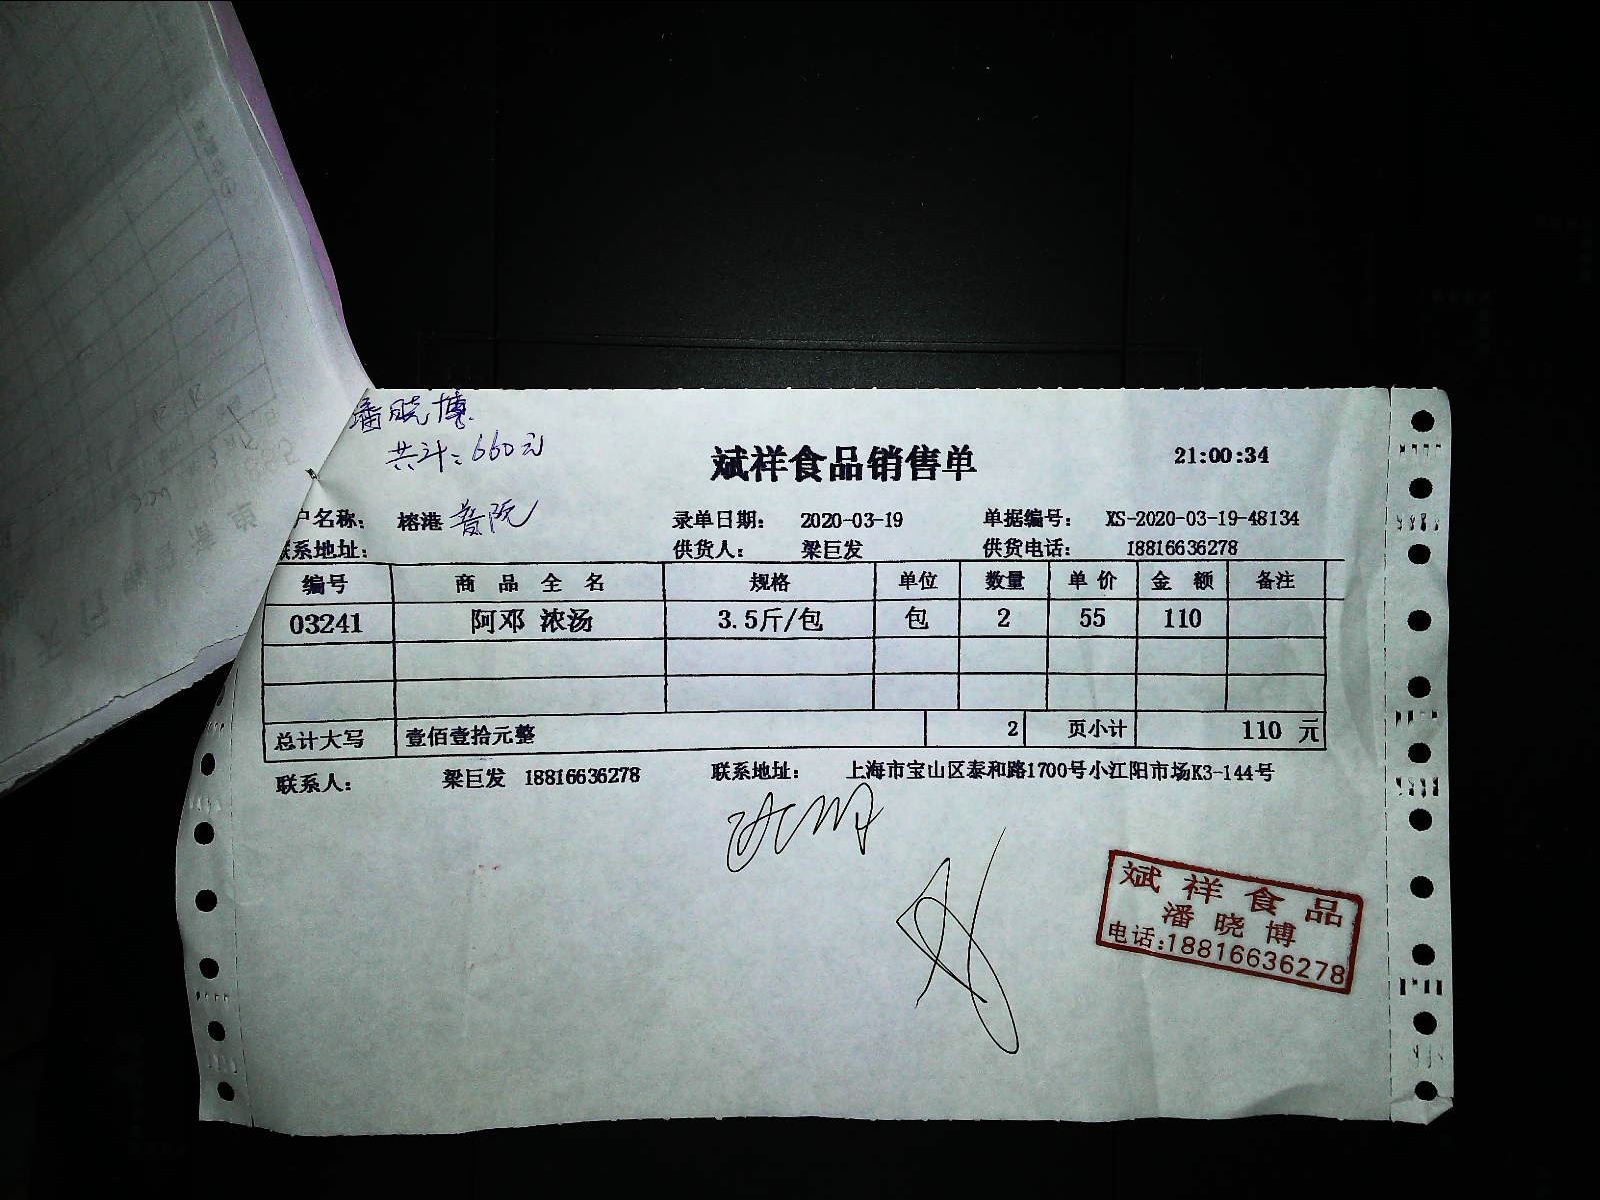 潘晓博
共计：660元
斌祥食品销售单 21:00:34
户名称： 榕港 音阮 录单日期： 2020-03-19 单据编号： XS-2020-03-19-48134
联系地址： 供货人： 梁巨发 供货电话： 18816636278
编号 商 品 全 名 规格 单位 数量 单 价 金 额 备注
03241 阿邓 浓汤 3.5斤/包 包 2 55 110
总计大写 壹佰壹拾元整 2 页小计 110 元
联系人： 梁巨发 18816636278 联系地址： 上海市宝山区泰和路1700号小江阳市场K3-144号
斌祥食品
潘晓博
电话:18816636278